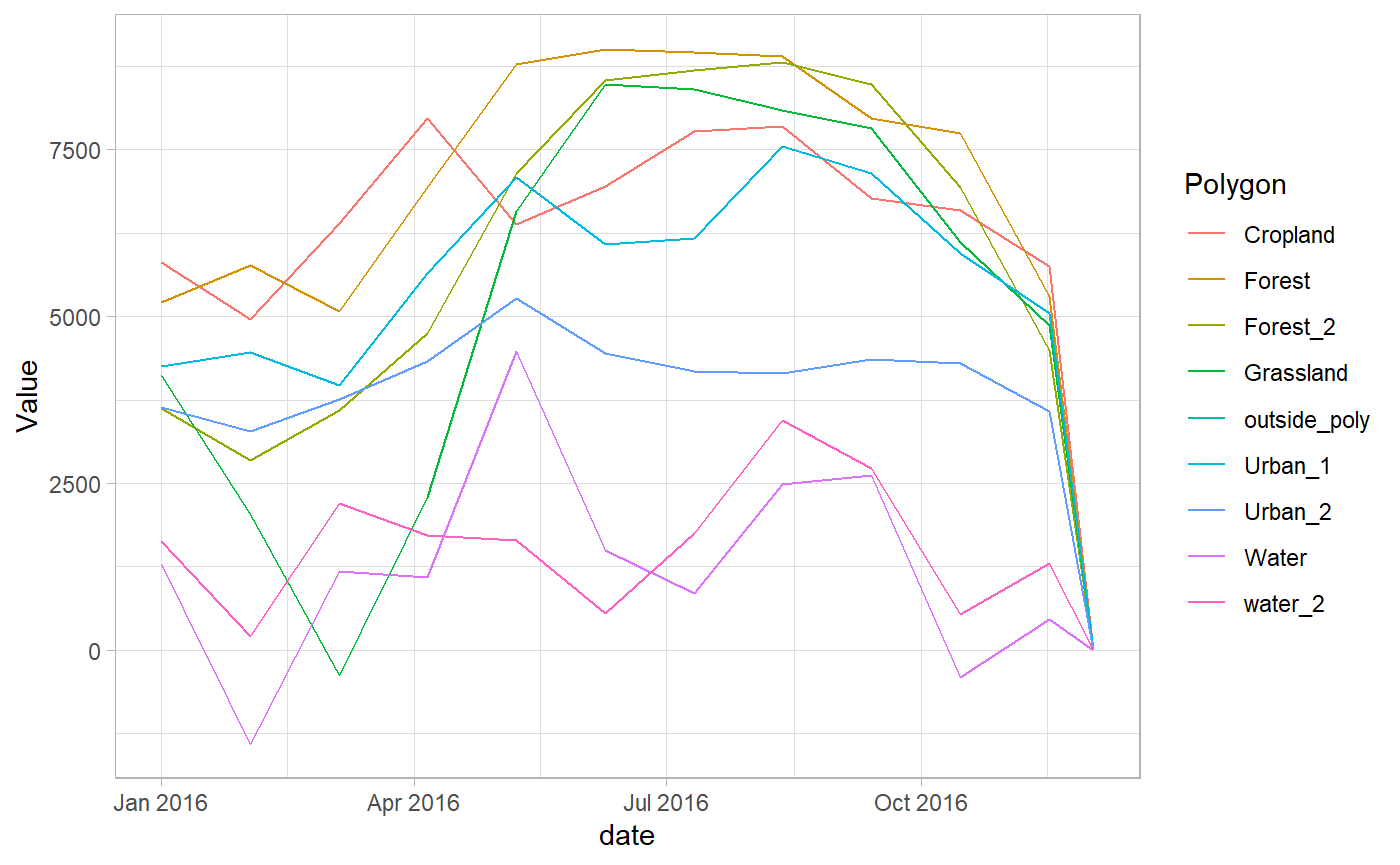 Value
7500
5000
2500
0
Jan 2016
Apr 2016
Jul 2016
Oct 2016
date
Polygon
Cropland
Forest
Forest_2
Grassland
outside_poly
Urban_1
Urban_2
Water
water_2